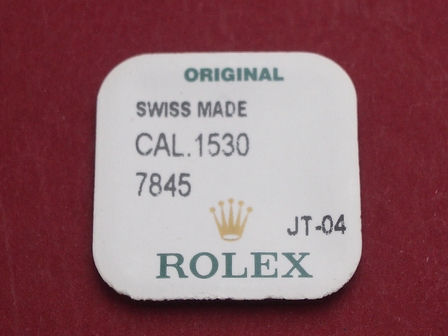 ORIGINAL
SWISS MADE
CAL.1530
7845
JT-04
ROLEX